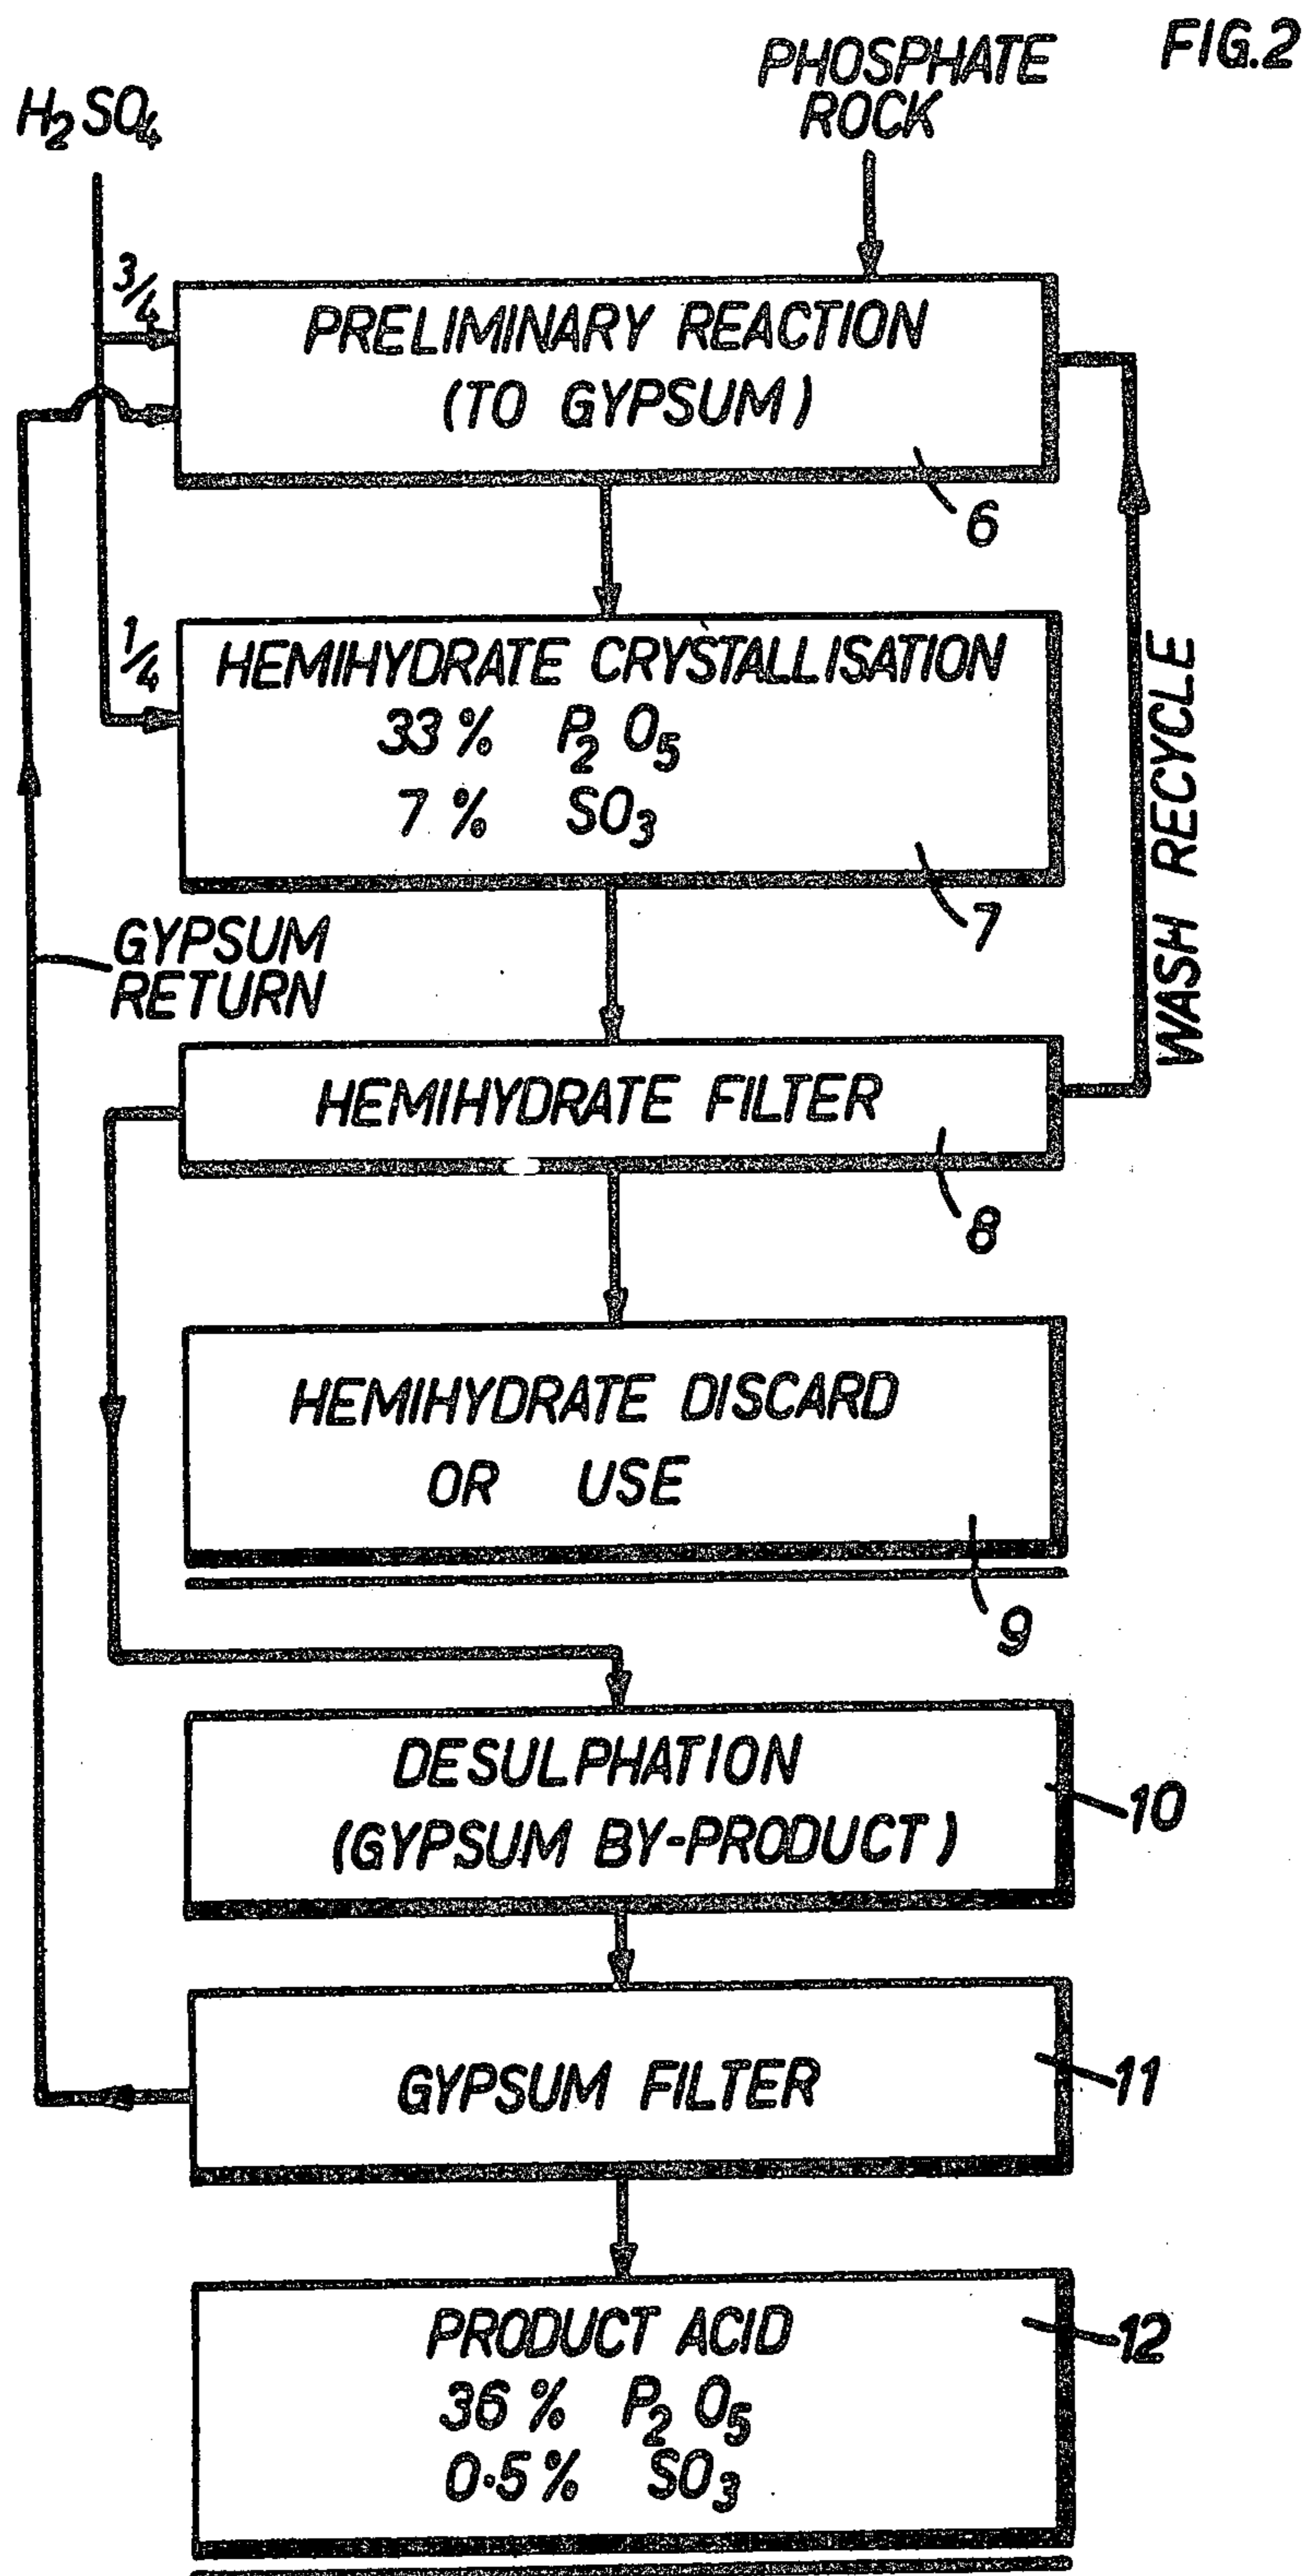 FIG.2
PHOSPHATE
ROCK
H₂SO₄
3/4
PRELIMINARY REACTION
(TO GYPSUM)
6
1/4
HEMIHYDRATE CRYSTALLISATION
33% P₂O₅
7% SO₃
7
WASH RECYCLE
GYPSUM
RETURN
HEMIHYDRATE FILTER
8
HEMIHYDRATE DISCARD
OR USE
9
DESULPHATION
(GYPSUM BY-PRODUCT)
10
GYPSUM FILTER
11
PRODUCT ACID
36% P₂O₅
0·5% SO₃
12